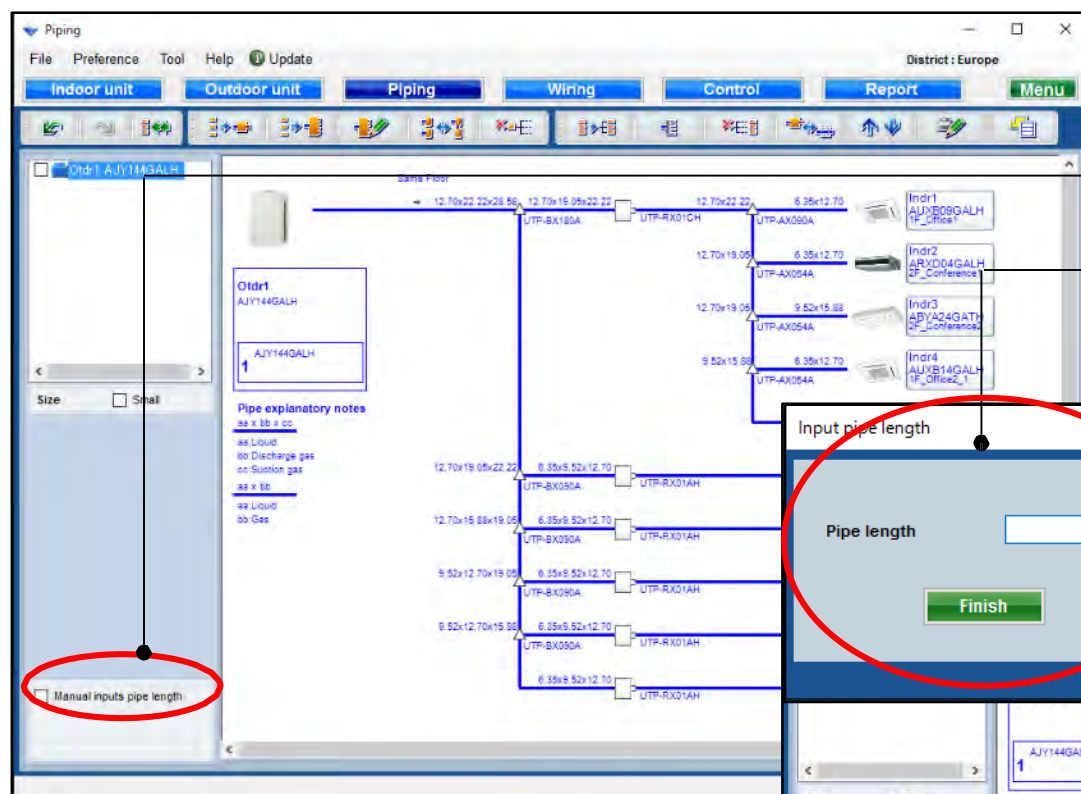 Piping
File Preference Tool Help Update
District : Europe
Indoor unit Outdoor unit Piping Wiring Control Report Menu
Otdr1 AJY144GALH
Size Small
Manual inputs pipe length
Same Floor
12.70x22.22x28.58 12.70x19.05x22.22 12.70x22.22 6.35x12.70
UTP-BX180A UTP-RX01CH UTP-AX090A
Indr1
AUXB09GALH
1F_Office1
12.70x19.05 6.35x12.70
UTP-AX054A
Indr2
ARXD04GALH
2F_Conference1
12.70x19.05 9.52x15.88
UTP-AX054A
Indr3
ABYA24GATH
2F_Conference2
9.52x15.88 6.35x12.70
UTP-AX054A
Indr4
AUXB14GALH
1F_Office2_1
Otdr1
AJY144GALH
AJY144GALH
1
Pipe explanatory notes
aa x bb x cc
aa:Liquid
bb:Discharge gas
cc:Suction gas
aa x bb
aa:Liquid
bb:Gas
12.70x19.05x22.22 6.35x9.52x12.70
UTP-BX090A UTP-RX01AH
12.70x15.88x19.05 6.35x9.52x12.70
UTP-BX090A UTP-RX01AH
9.52x12.70x19.05 6.35x9.52x12.70
UTP-BX090A UTP-RX01AH
9.52x12.70x15.88 6.35x9.52x12.70
UTP-BX090A UTP-RX01AH
6.35x9.52x12.70
UTP-RX01AH
Input pipe length
Pipe length
Finish
AJY144GAL
1